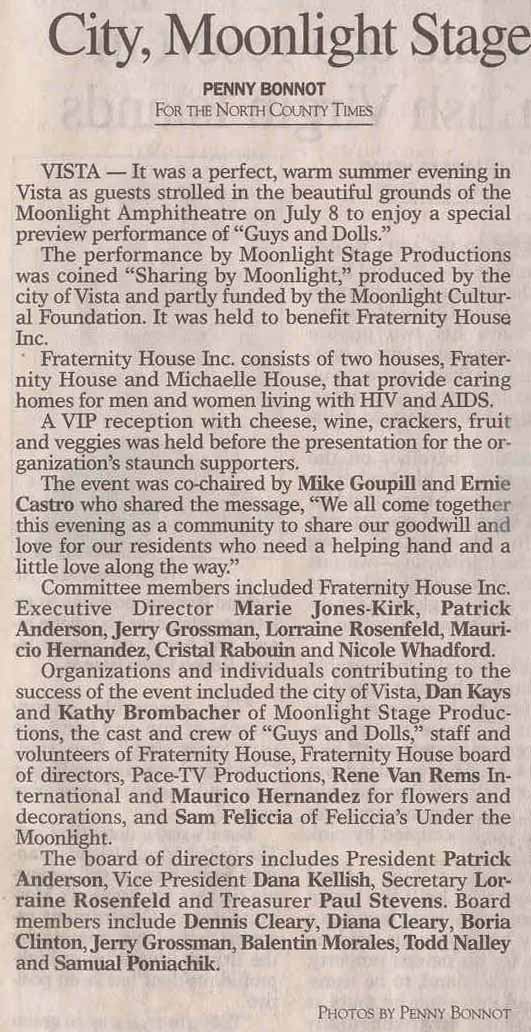 City, Moonlight Stage
PENNY BONNOT
FOR THE NORTH COUNTY TIMES
VISTA — It was a perfect, warm summer evening in
Vista as guests strolled in the beautiful grounds of the
Moonlight Amphitheatre on July 8 to enjoy a special
preview performance of “Guys and Dolls.”
The performance by Moonlight Stage Productions
was coined “Sharing by Moonlight,” produced by the
city of Vista and partly funded by the Moonlight Cultur-
al Foundation. It was held to benefit Fraternity House
Inc.
Fraternity House Inc. consists of two houses, Frater-
nity House and Michaelle House, that provide caring
homes for men and women living with HIV and AIDS.
A VIP reception with cheese, wine, crackers, fruit
and veggies was held before the presentation for the or-
ganization’s staunch supporters.
The event was co-chaired by Mike Goupill and Ernie
Castro who shared the message, “We all come together
this evening as a community to share our goodwill and
love for our residents who need a helping hand and a
little love along the way.”
Committee members included Fraternity House Inc.
Executive Director Marie Jones-Kirk, Patrick
Anderson, Jerry Grossman, Lorraine Rosenfeld, Mauri-
cio Hernandez, Cristal Rabouin and Nicole Whadford.
Organizations and individuals contributing to the
success of the event included the city of Vista, Dan Kays
and Kathy Brombacher of Moonlight Stage Produc-
tions, the cast and crew of “Guys and Dolls,” staff and
volunteers of Fraternity House, Fraternity House board
of directors, Pace-TV Productions, Rene Van Rems In-
ternational and Maurico Hernandez for flowers and
decorations, and Sam Feliccia of Feliccia’s Under the
Moonlight.
The board of directors includes President Patrick
Anderson, Vice President Dana Kellish, Secretary Lor-
raine Rosenfeld and Treasurer Paul Stevens. Board
members include Dennis Cleary, Diana Cleary, Boria
Clinton, Jerry Grossman, Balentin Morales, Todd Nalley
and Samual Poniachik.
PHOTOS BY PENNY BONNOT